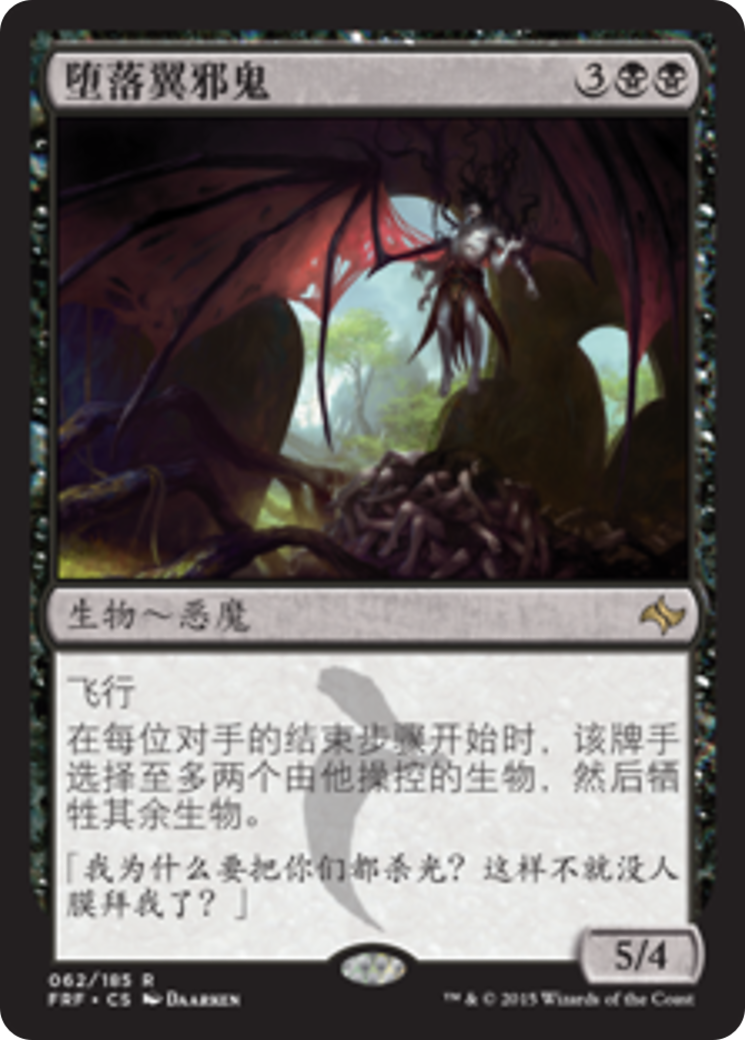 堕落翼邪鬼 3
生物～恶魔
飞行
在每位对手的结束步骤开始时，该牌手
选择至多两个由他操控的生物，然后牺
牲其余生物。
「我为什么要把你们都杀光？这样不就没人
膜拜我了？」
5/4
062/185 R
FRF • CS DAARKEN
™ & © 2015 Wizards of the Coast